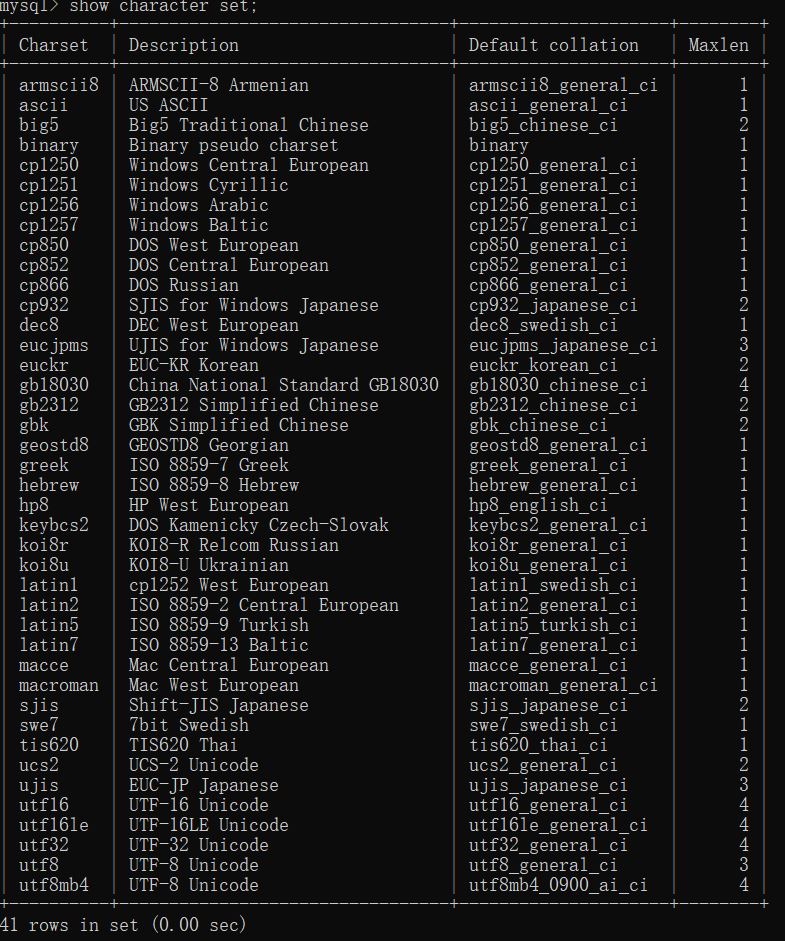 mysql> show character set;
+----------+---------------------------------+---------------------+--------+
| Charset | Description | Default collation | Maxlen |
+----------+---------------------------------+---------------------+--------+
| armscii8 | ARMSCII-8 Armenian | armscii8_general_ci | 1 |
| ascii | US ASCII | ascii_general_ci | 1 |
| big5 | Big5 Traditional Chinese | big5_chinese_ci | 2 |
| binary | Binary pseudo charset | binary | 1 |
| cp1250 | Windows Central European | cp1250_general_ci | 1 |
| cp1251 | Windows Cyrillic | cp1251_general_ci | 1 |
| cp1256 | Windows Arabic | cp1256_general_ci | 1 |
| cp1257 | Windows Baltic | cp1257_general_ci | 1 |
| cp850 | DOS West European | cp850_general_ci | 1 |
| cp852 | DOS Central European | cp852_general_ci | 1 |
| cp866 | DOS Russian | cp866_general_ci | 1 |
| cp932 | SJIS for Windows Japanese | cp932_japanese_ci | 2 |
| dec8 | DEC West European | dec8_swedish_ci | 1 |
| eucjpms | UJIS for Windows Japanese | eucjpms_japanese_ci | 3 |
| euckr | EUC-KR Korean | euckr_korean_ci | 2 |
| gb18030 | China National Standard GB18030 | gb18030_chinese_ci | 4 |
| gb2312 | GB2312 Simplified Chinese | gb2312_chinese_ci | 2 |
| gbk | GBK Simplified Chinese | gbk_chinese_ci | 2 |
| geostd8 | GEOSTD8 Georgian | geostd8_general_ci | 1 |
| greek | ISO 8859-7 Greek | greek_general_ci | 1 |
| hebrew | ISO 8859-8 Hebrew | hebrew_general_ci | 1 |
| hp8 | HP West European | hp8_english_ci | 1 |
| keybcs2 | DOS Kamenicky Czech-Slovak | keybcs2_general_ci | 1 |
| koi8r | KOI8-R Relcom Russian | koi8r_general_ci | 1 |
| koi8u | KOI8-U Ukrainian | koi8u_general_ci | 1 |
| latin1 | cp1252 West European | latin1_swedish_ci | 1 |
| latin2 | ISO 8859-2 Central European | latin2_general_ci | 1 |
| latin5 | ISO 8859-9 Turkish | latin5_turkish_ci | 1 |
| latin7 | ISO 8859-13 Baltic | latin7_general_ci | 1 |
| macce | Mac Central European | macce_general_ci | 1 |
| macroman | Mac West European | macroman_general_ci | 1 |
| sjis | Shift-JIS Japanese | sjis_japanese_ci | 2 |
| swe7 | 7bit Swedish | swe7_swedish_ci | 1 |
| tis620 | TIS620 Thai | tis620_thai_ci | 1 |
| ucs2 | UCS-2 Unicode | ucs2_general_ci | 2 |
| ujis | EUC-JP Japanese | ujis_japanese_ci | 3 |
| utf16 | UTF-16 Unicode | utf16_general_ci | 4 |
| utf16le | UTF-16LE Unicode | utf16le_general_ci | 4 |
| utf32 | UTF-32 Unicode | utf32_general_ci | 4 |
| utf8 | UTF-8 Unicode | utf8_general_ci | 3 |
| utf8mb4 | UTF-8 Unicode | utf8mb4_0900_ai_ci | 4 |
+----------+---------------------------------+---------------------+--------+
41 rows in set (0.00 sec)